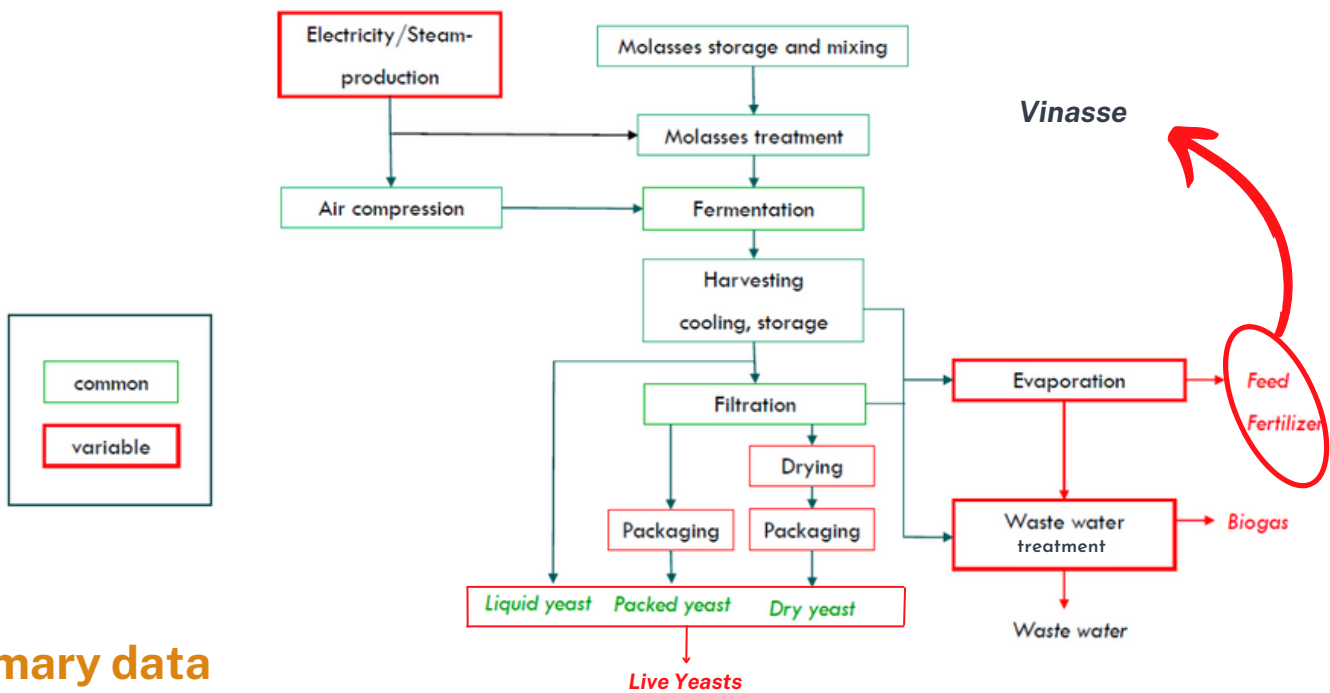 Electricity/Steam-
production
Molasses storage and mixing
Vinasse
Molasses treatment
Air compression
Fermentation
Harvesting
cooling, storage
common
variable
Evaporation
Feed
Fertilizer
Filtration
Drying
Packaging
Packaging
Waste water
treatment
Biogas
Liquid yeast
Packed yeast
Dry yeast
Waste water
mary data
Live Yeasts